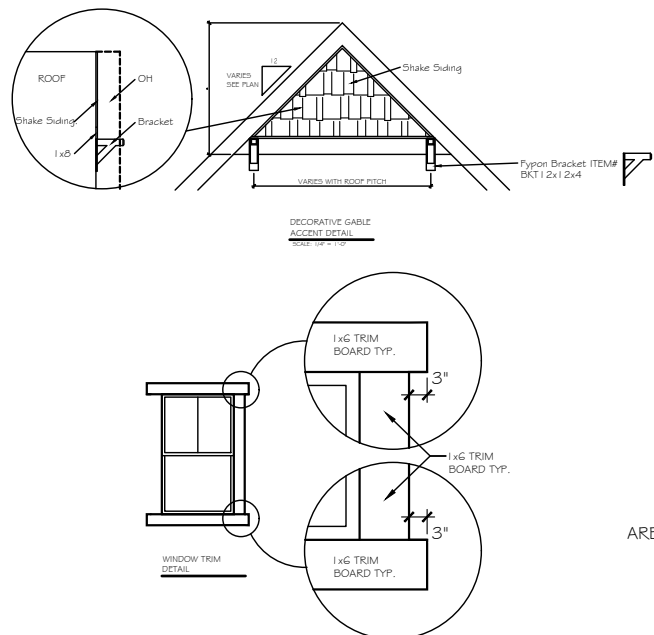 ROOF
OH
Shake Siding.
Bracket
1x8
12
VARIES
SEE PLAN
Shake Siding
Fypon Bracket ITEM#
BKT12x12x4
VARIES WITH ROOF PITCH
DECORATIVE GABLE
ACCENT DETAIL
SCALE: 1/4" = 1'-0"
1x6 TRIM
BOARD TYP.
3"
1x6 TRIM
BOARD TYP.
3"
1x6 TRIM
BOARD TYP.
WINDOW TRIM
DETAIL
ARE